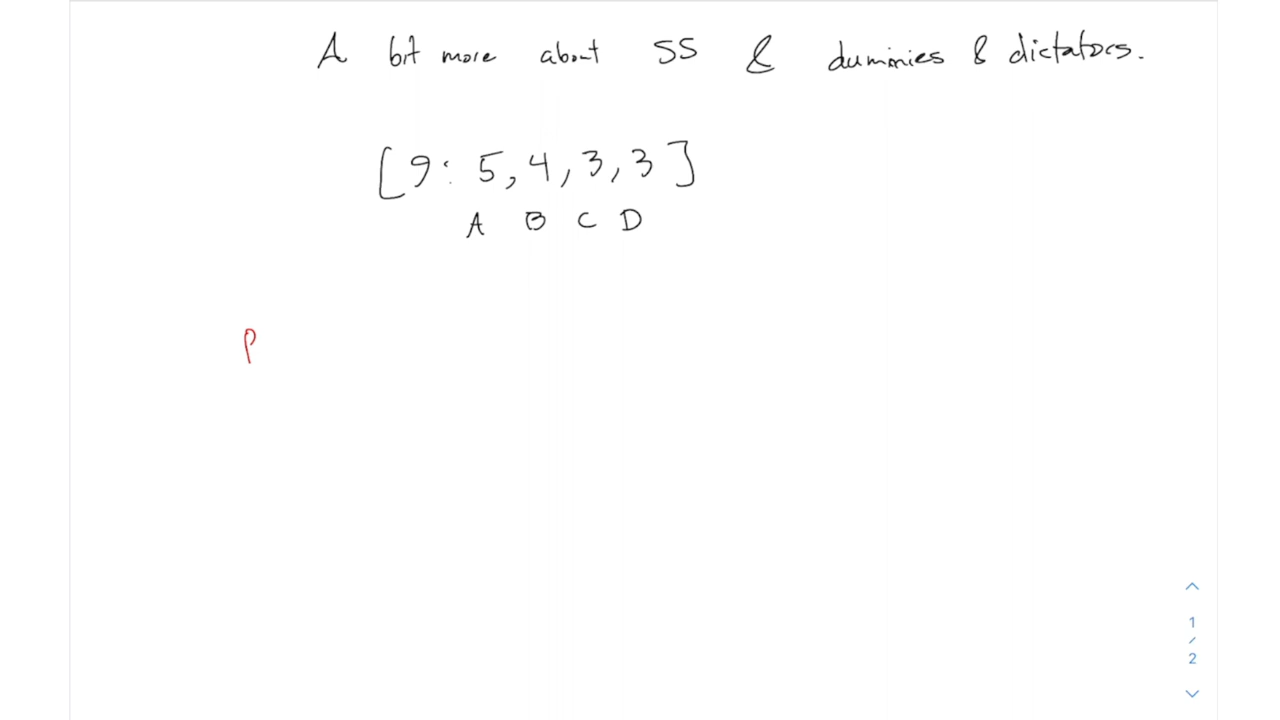 A bit more about SS & dummies & dictators.
[9: 5, 4, 3, 3]
A B C D
P
1
/
2